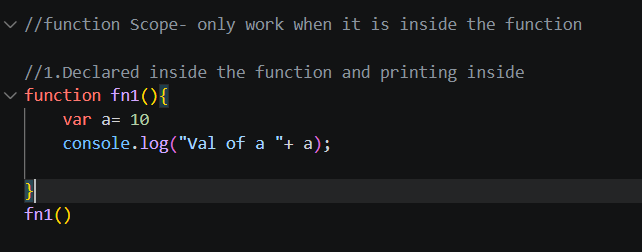 //function Scope- only work when it is inside the function
//1.Declared inside the function and printing inside
function fn1(){
var a= 10
console.log("Val of a "+ a);
}
fn1()